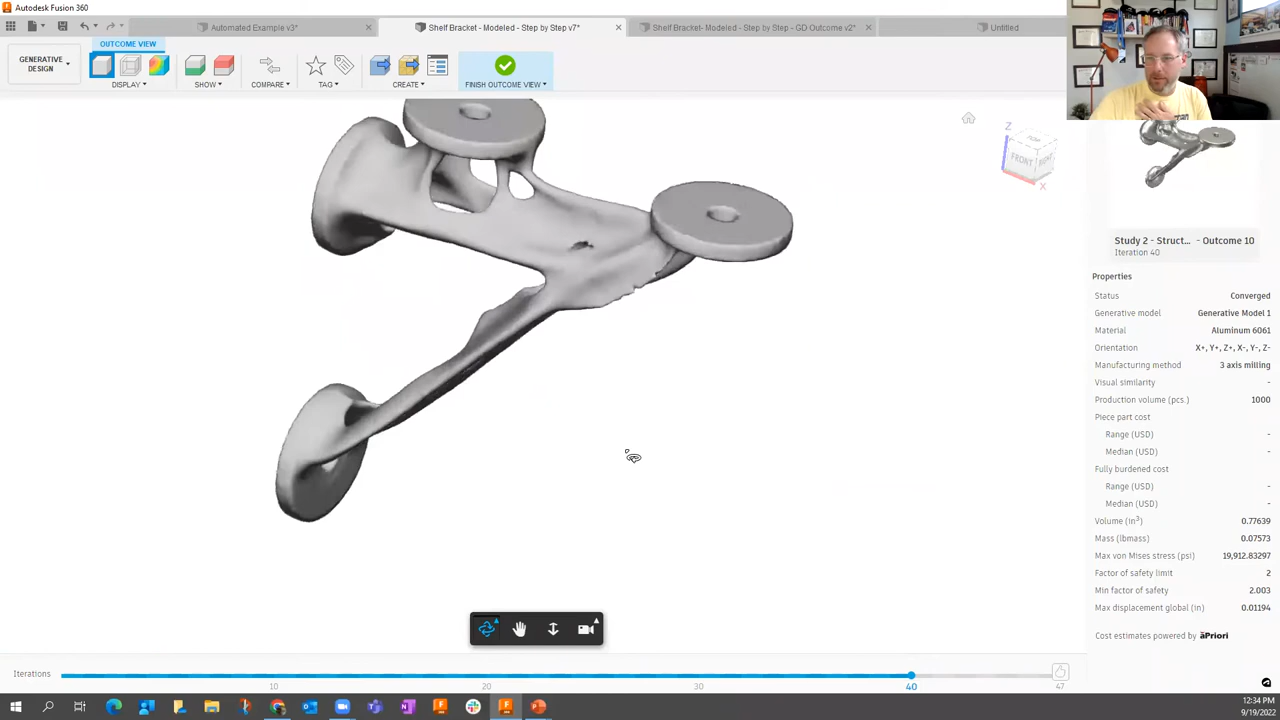 Autodesk Fusion 360
Automated Example v3*
Shelf Bracket - Modeled - Step by Step v7*
Shelf Bracket- Modeled - Step by Step - GD Outcome v2*
Untitled
OUTCOME VIEW
GENERATIVE DESIGN
DISPLAY
SHOW
COMPARE
TAG
CREATE
FINISH OUTCOME VIEW
Z
TOP
FRONT
RIGHT
X
Study 2 - Struct... - Outcome 10
Iteration 40
Properties
Status Converged
Generative model Generative Model 1
Material Aluminum 6061
Orientation X+, Y+, Z+, X-, Y-, Z-
Manufacturing method 3 axis milling
Visual similarity -
Production volume (pcs.) 1000
Piece part cost
Range (USD) -
Median (USD) -
Fully burdened cost
Range (USD) -
Median (USD) -
Volume (in³) 0.77639
Mass (lbmass) 0.07573
Max von Mises stress (psi) 19,912.83297
Factor of safety limit 2
Min factor of safety 2.003
Max displacement global (in) 0.01194
Cost estimates powered by aPriori
Iterations
10 20 30 40 47
12:34 PM
9/19/2022